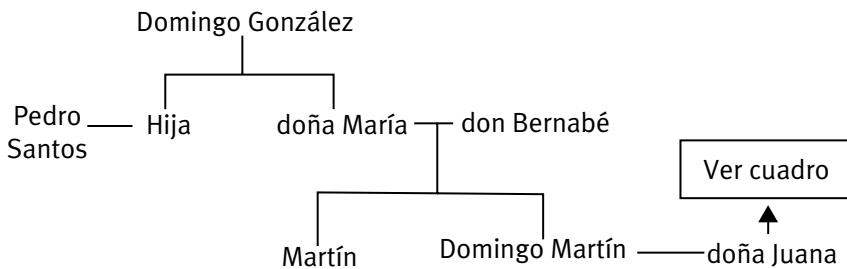 Domingo González
Pedro
Santos
Hija
doña María
don Bernabé
Ver cuadro
Martín
Domingo Martín
doña Juana